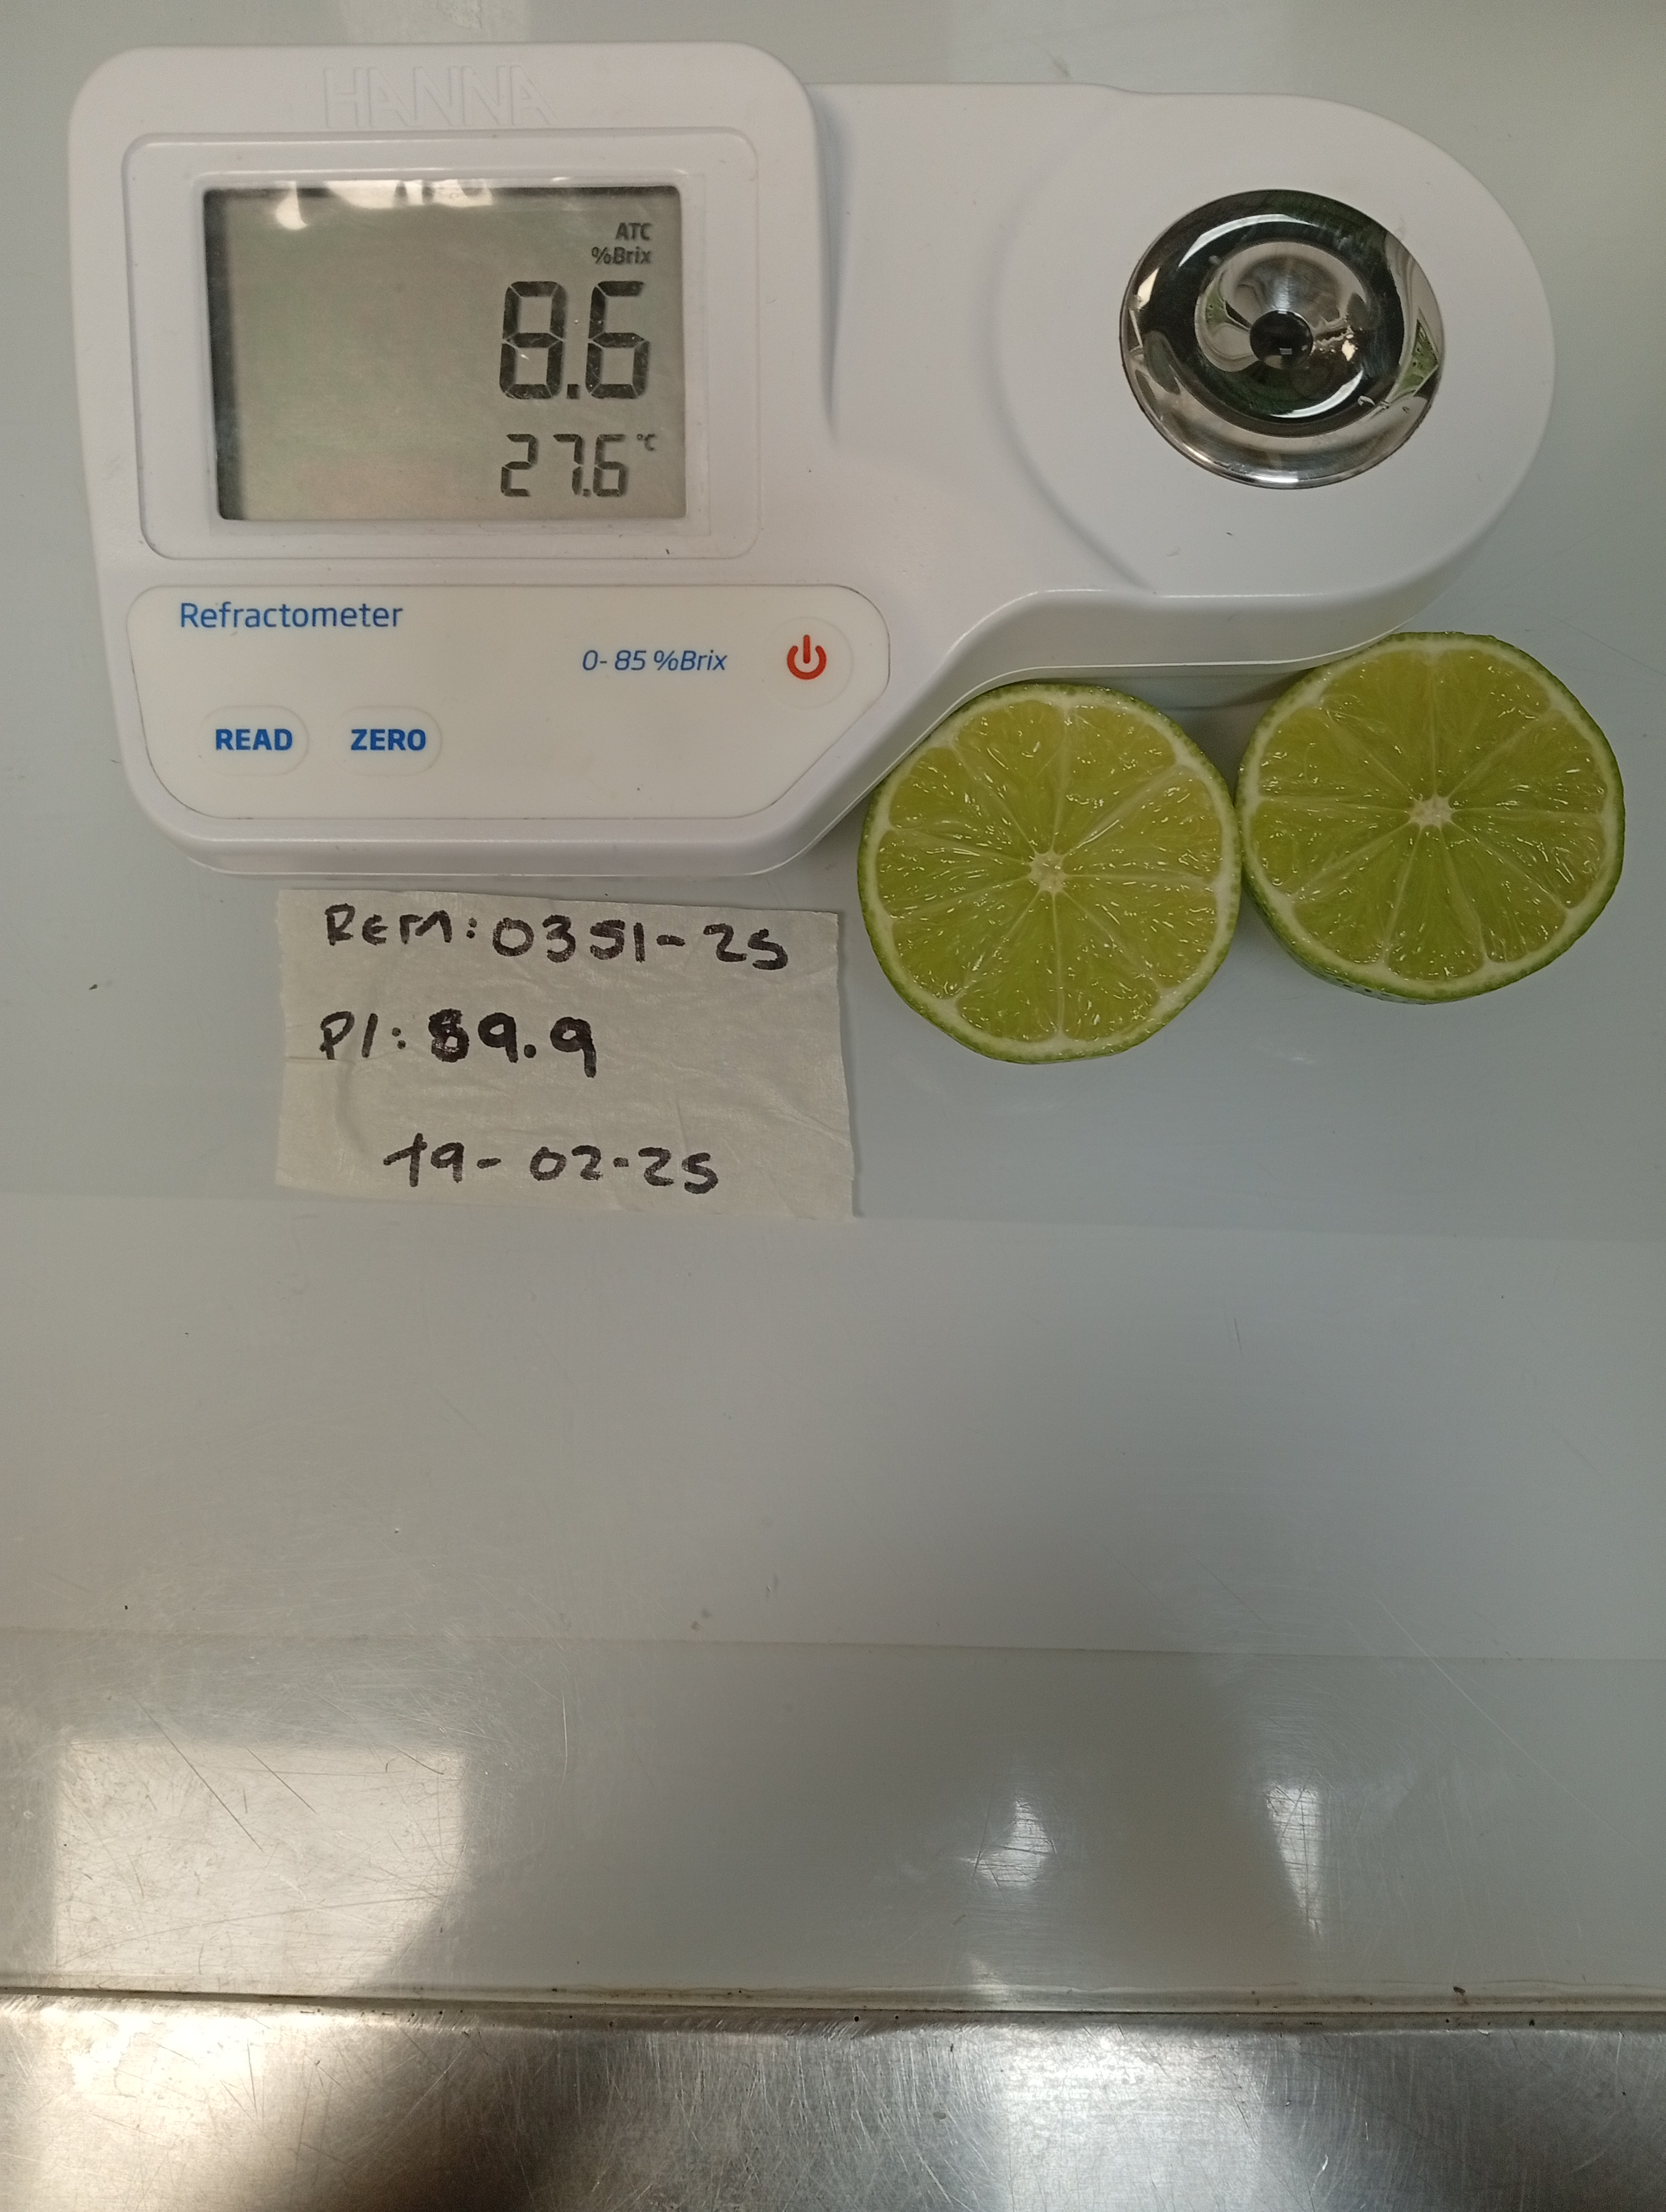 HANNA
ATC
%Brix
8.6
27.6 °C
Refractometer
0-85 %Brix
READ ZERO
REM: 0351-25
PI: 89.9
19-02-25